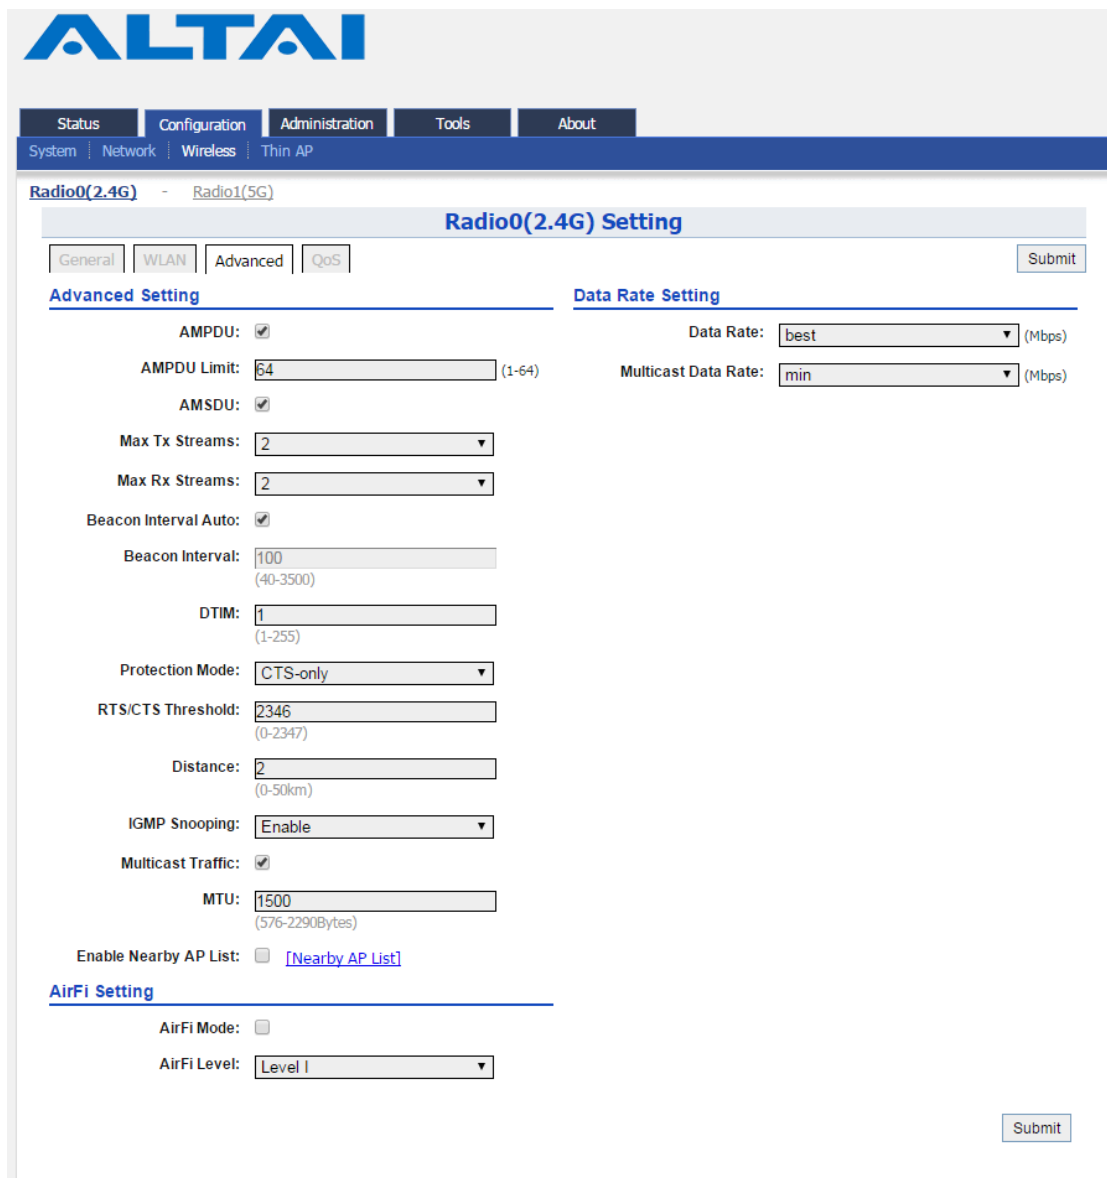 ALTAI
Status Configuration Administration Tools About
System Network Wireless Thin AP
Radio0(2.4G) - Radio1(5G)
Radio0(2.4G) Setting
General WLAN Advanced QoS Submit
Advanced Setting
AMPDU:
AMPDU Limit: 64 (1-64)
AMSDU:
Max Tx Streams: 2
Max Rx Streams: 2
Beacon Interval Auto:
Beacon Interval: 100
(40-3500)
DTIM: 1
(1-255)
Protection Mode: CTS-only
RTS/CTS Threshold: 2346
(0-2347)
Distance: 2
(0-50km)
IGMP Snooping: Enable
Multicast Traffic:
MTU: 1500
(576-2290Bytes)
Enable Nearby AP List: [Nearby AP List]
AirFi Setting
AirFi Mode:
AirFi Level: Level I
Data Rate Setting
Data Rate: best (Mbps)
Multicast Data Rate: min (Mbps)
Submit